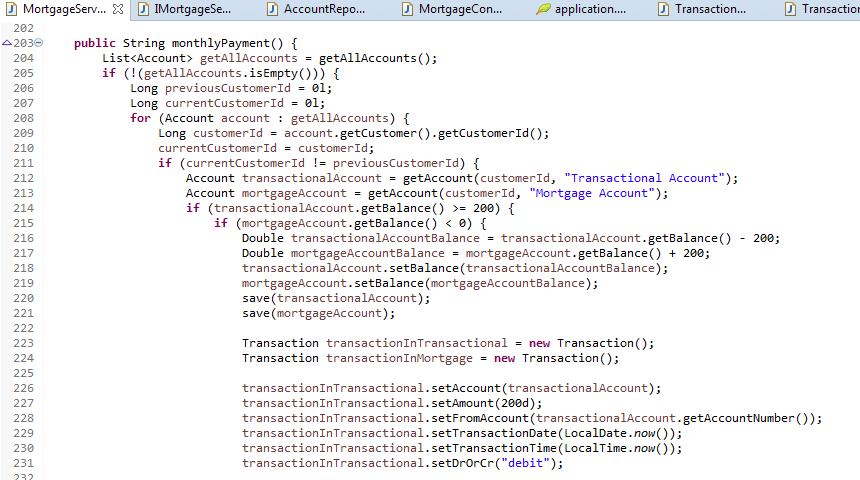 MortgageServ... IMortgageSe... AccountRepo... MortgageCon... application.... Transaction... Transaction
202
203 public String monthlyPayment() {
204 List<Account> getAllAccounts = getAllAccounts();
205 if (!(getAllAccounts.isEmpty())) {
206 Long previousCustomerId = 0l;
207 Long currentCustomerId = 0l;
208 for (Account account : getAllAccounts) {
209 Long customerId = account.getCustomer().getCustomerId();
210 currentCustomerId = customerId;
211 if (currentCustomerId != previousCustomerId) {
212 Account transactionalAccount = getAccount(customerId, "Transactional Account");
213 Account mortgageAccount = getAccount(customerId, "Mortgage Account");
214 if (transactionalAccount.getBalance() >= 200) {
215 if (mortgageAccount.getBalance() < 0) {
216 Double transactionalAccountBalance = transactionalAccount.getBalance() - 200;
217 Double mortgageAccountBalance = mortgageAccount.getBalance() + 200;
218 transactionalAccount.setBalance(transactionalAccountBalance);
219 mortgageAccount.setBalance(mortgageAccountBalance);
220 save(transactionalAccount);
221 save(mortgageAccount);
222
223 Transaction transactionInTransactional = new Transaction();
224 Transaction transactionInMortgage = new Transaction();
225
226 transactionInTransactional.setAccount(transactionalAccount);
227 transactionInTransactional.setAmount(200d);
228 transactionInTransactional.setFromAccount(transactionalAccount.getAccountNumber());
229 transactionInTransactional.setTransactionDate(LocalDate.now());
230 transactionInTransactional.setTransactionTime(LocalTime.now());
231 transactionInTransactional.setDrOrCr("debit");
232